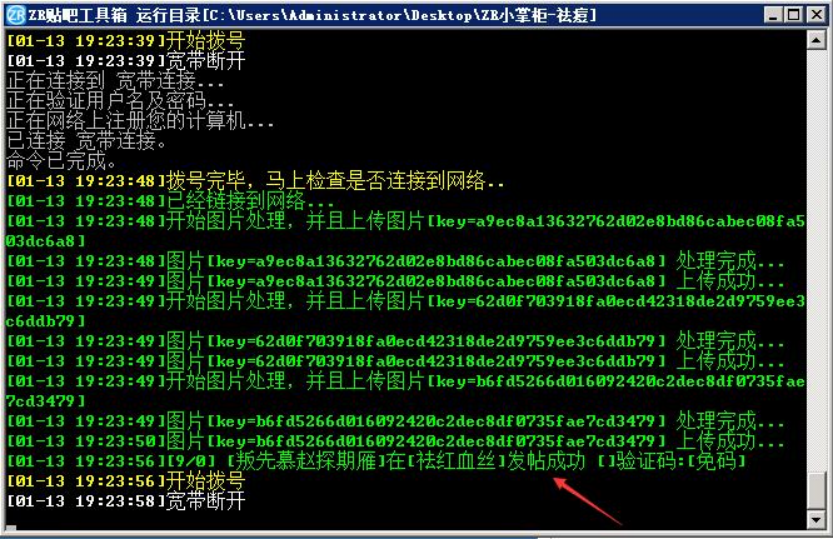 ZR贴吧工具箱 运行目录[C:\Users\Administrator\Desktop\ZR小掌柜-祛痘]
[01-13 19:23:39]开始拨号
[01-13 19:23:39]宽带断开
正在连接到 宽带连接...
正在验证用户名及密码...
正在网络上注册您的计算机...
已连接 宽带连接。
命令已完成。
[01-13 19:23:48]拨号完毕，马上检查是否连接到网络..
[01-13 19:23:48]已经链接到网络...
[01-13 19:23:48]开始图片处理，并且上传图片[key=a9ec8a13632762d02e8bd86cabec08fa5
03dc6a8]
[01-13 19:23:48]图片[key=a9ec8a13632762d02e8bd86cabec08fa503dc6a8] 处理完成...
[01-13 19:23:49]图片[key=a9ec8a13632762d02e8bd86cabec08fa503dc6a8] 上传成功...
[01-13 19:23:49]开始图片处理，并且上传图片[key=62d0f703918fa0ecd42318de2d9759ee3
c6ddb79]
[01-13 19:23:49]图片[key=62d0f703918fa0ecd42318de2d9759ee3c6ddb79] 处理完成...
[01-13 19:23:49]图片[key=62d0f703918fa0ecd42318de2d9759ee3c6ddb79] 上传成功...
[01-13 19:23:49]开始图片处理，并且上传图片[key=b6fd5266d016092420c2dec8df0735fae
7cd3479]
[01-13 19:23:49]图片[key=b6fd5266d016092420c2dec8df0735fae7cd3479] 处理完成...
[01-13 19:23:50]图片[key=b6fd5266d016092420c2dec8df0735fae7cd3479] 上传成功...
[01-13 19:23:56][9/0] [叛先慕赵探期雁]在[祛红血丝]发帖成功 []验证码:[免码]
[01-13 19:23:56]开始拨号
[01-13 19:23:58]宽带断开